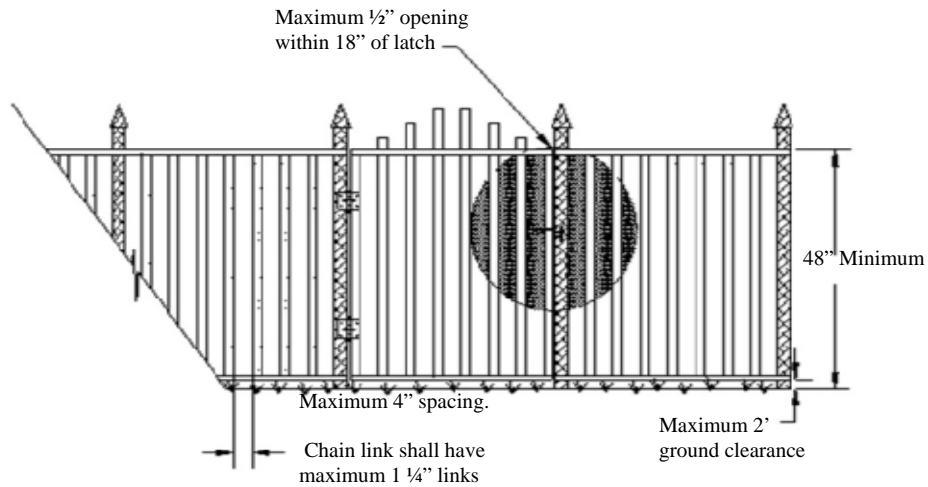 Maximum ½” opening
within 18” of latch
48” Minimum
Maximum 4” spacing.
Maximum 2’
ground clearance
Chain link shall have
maximum 1 ¼” links